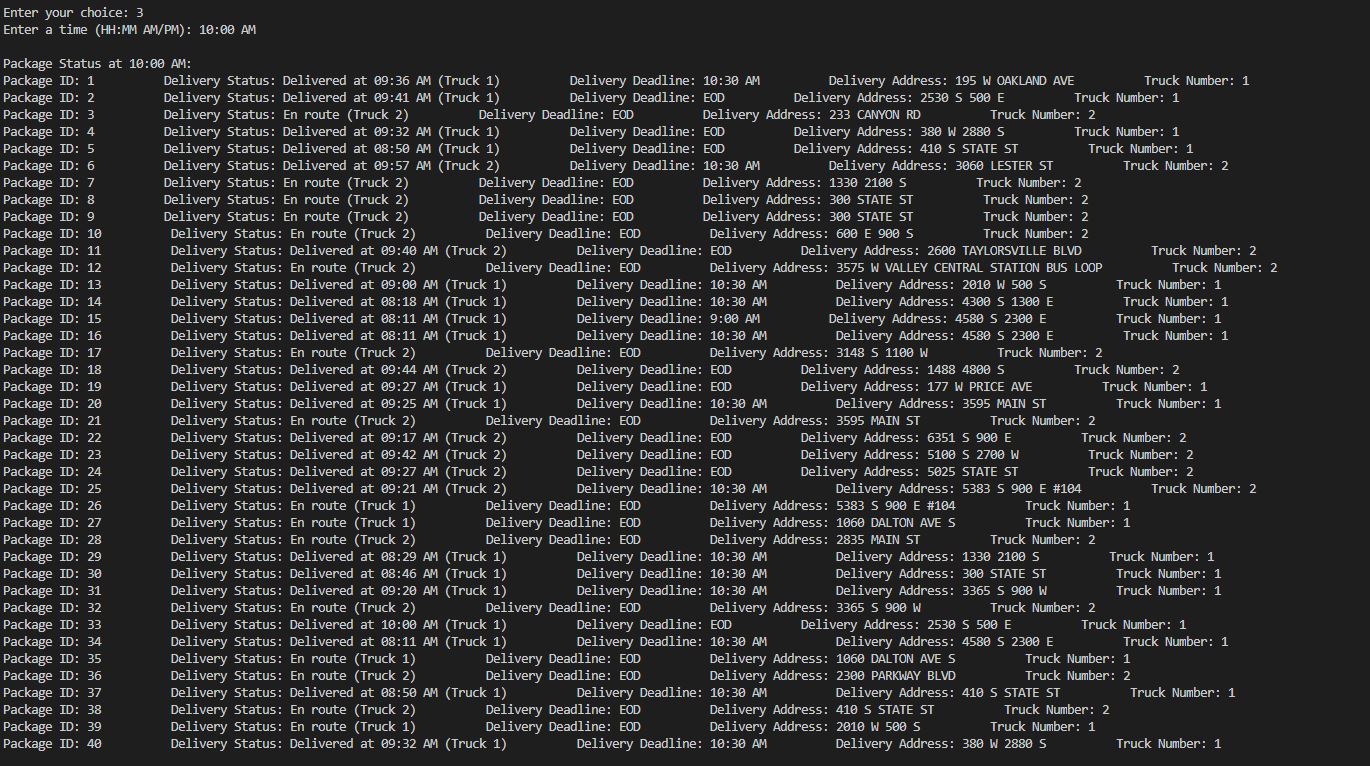 Enter your choice: 3
Enter a time (HH:MM AM/PM): 10:00 AM
Package Status at 10:00 AM:
Package ID: 1 Delivery Status: Delivered at 09:36 AM (Truck 1) Delivery Deadline: 10:30 AM Delivery Address: 195 W OAKLAND AVE Truck Number: 1
Package ID: 2 Delivery Status: Delivered at 09:41 AM (Truck 1) Delivery Deadline: EOD Delivery Address: 2530 S 500 E Truck Number: 1
Package ID: 3 Delivery Status: En route (Truck 2) Delivery Deadline: EOD Delivery Address: 233 CANYON RD Truck Number: 2
Package ID: 4 Delivery Status: Delivered at 09:32 AM (Truck 1) Delivery Deadline: EOD Delivery Address: 380 W 2880 S Truck Number: 1
Package ID: 5 Delivery Status: Delivered at 08:50 AM (Truck 1) Delivery Deadline: EOD Delivery Address: 410 S STATE ST Truck Number: 1
Package ID: 6 Delivery Status: Delivered at 09:57 AM (Truck 2) Delivery Deadline: 10:30 AM Delivery Address: 3060 LESTER ST Truck Number: 2
Package ID: 7 Delivery Status: En route (Truck 2) Delivery Deadline: EOD Delivery Address: 1330 2100 S Truck Number: 2
Package ID: 8 Delivery Status: En route (Truck 2) Delivery Deadline: EOD Delivery Address: 300 STATE ST Truck Number: 2
Package ID: 9 Delivery Status: En route (Truck 2) Delivery Deadline: EOD Delivery Address: 300 STATE ST Truck Number: 2
Package ID: 10 Delivery Status: En route (Truck 2) Delivery Deadline: EOD Delivery Address: 600 E 900 S Truck Number: 2
Package ID: 11 Delivery Status: Delivered at 09:40 AM (Truck 2) Delivery Deadline: EOD Delivery Address: 2600 TAYLORSVILLE BLVD Truck Number: 2
Package ID: 12 Delivery Status: En route (Truck 2) Delivery Deadline: EOD Delivery Address: 3575 W VALLEY CENTRAL STATION BUS LOOP Truck Number: 2
Package ID: 13 Delivery Status: Delivered at 09:00 AM (Truck 1) Delivery Deadline: 10:30 AM Delivery Address: 2010 W 500 S Truck Number: 1
Package ID: 14 Delivery Status: Delivered at 08:18 AM (Truck 1) Delivery Deadline: 10:30 AM Delivery Address: 4300 S 1300 E Truck Number: 1
Package ID: 15 Delivery Status: Delivered at 08:11 AM (Truck 1) Delivery Deadline: 9:00 AM Delivery Address: 4580 S 2300 E Truck Number: 1
Package ID: 16 Delivery Status: Delivered at 08:11 AM (Truck 1) Delivery Deadline: 10:30 AM Delivery Address: 4580 S 2300 E Truck Number: 1
Package ID: 17 Delivery Status: En route (Truck 2) Delivery Deadline: EOD Delivery Address: 3148 S 1100 W Truck Number: 2
Package ID: 18 Delivery Status: Delivered at 09:44 AM (Truck 2) Delivery Deadline: EOD Delivery Address: 1488 4800 S Truck Number: 2
Package ID: 19 Delivery Status: Delivered at 09:27 AM (Truck 1) Delivery Deadline: EOD Delivery Address: 177 W PRICE AVE Truck Number: 1
Package ID: 20 Delivery Status: Delivered at 09:25 AM (Truck 1) Delivery Deadline: 10:30 AM Delivery Address: 3595 MAIN ST Truck Number: 1
Package ID: 21 Delivery Status: En route (Truck 2) Delivery Deadline: EOD Delivery Address: 3595 MAIN ST Truck Number: 2
Package ID: 22 Delivery Status: Delivered at 09:17 AM (Truck 2) Delivery Deadline: EOD Delivery Address: 6351 S 900 E Truck Number: 2
Package ID: 23 Delivery Status: Delivered at 09:42 AM (Truck 2) Delivery Deadline: EOD Delivery Address: 5100 S 2700 W Truck Number: 2
Package ID: 24 Delivery Status: Delivered at 09:27 AM (Truck 2) Delivery Deadline: EOD Delivery Address: 5025 STATE ST Truck Number: 2
Package ID: 25 Delivery Status: Delivered at 09:21 AM (Truck 2) Delivery Deadline: 10:30 AM Delivery Address: 5383 S 900 E #104 Truck Number: 2
Package ID: 26 Delivery Status: En route (Truck 1) Delivery Deadline: EOD Delivery Address: 5383 S 900 E #104 Truck Number: 1
Package ID: 27 Delivery Status: En route (Truck 1) Delivery Deadline: EOD Delivery Address: 1060 DALTON AVE S Truck Number: 1
Package ID: 28 Delivery Status: En route (Truck 2) Delivery Deadline: EOD Delivery Address: 2835 MAIN ST Truck Number: 2
Package ID: 29 Delivery Status: Delivered at 08:29 AM (Truck 1) Delivery Deadline: 10:30 AM Delivery Address: 1330 2100 S Truck Number: 1
Package ID: 30 Delivery Status: Delivered at 08:46 AM (Truck 1) Delivery Deadline: 10:30 AM Delivery Address: 300 STATE ST Truck Number: 1
Package ID: 31 Delivery Status: Delivered at 09:20 AM (Truck 1) Delivery Deadline: 10:30 AM Delivery Address: 3365 S 900 W Truck Number: 1
Package ID: 32 Delivery Status: En route (Truck 2) Delivery Deadline: EOD Delivery Address: 3365 S 900 W Truck Number: 2
Package ID: 33 Delivery Status: Delivered at 10:00 AM (Truck 1) Delivery Deadline: EOD Delivery Address: 2530 S 500 E Truck Number: 1
Package ID: 34 Delivery Status: Delivered at 08:11 AM (Truck 1) Delivery Deadline: 10:30 AM Delivery Address: 4580 S 2300 E Truck Number: 1
Package ID: 35 Delivery Status: En route (Truck 1) Delivery Deadline: EOD Delivery Address: 1060 DALTON AVE S Truck Number: 1
Package ID: 36 Delivery Status: En route (Truck 2) Delivery Deadline: EOD Delivery Address: 2300 PARKWAY BLVD Truck Number: 2
Package ID: 37 Delivery Status: Delivered at 08:50 AM (Truck 1) Delivery Deadline: 10:30 AM Delivery Address: 410 S STATE ST Truck Number: 1
Package ID: 38 Delivery Status: En route (Truck 2) Delivery Deadline: EOD Delivery Address: 410 S STATE ST Truck Number: 2
Package ID: 39 Delivery Status: En route (Truck 1) Delivery Deadline: EOD Delivery Address: 2010 W 500 S Truck Number: 1
Package ID: 40 Delivery Status: Delivered at 09:32 AM (Truck 1) Delivery Deadline: 10:30 AM Delivery Address: 380 W 2880 S Truck Number: 1